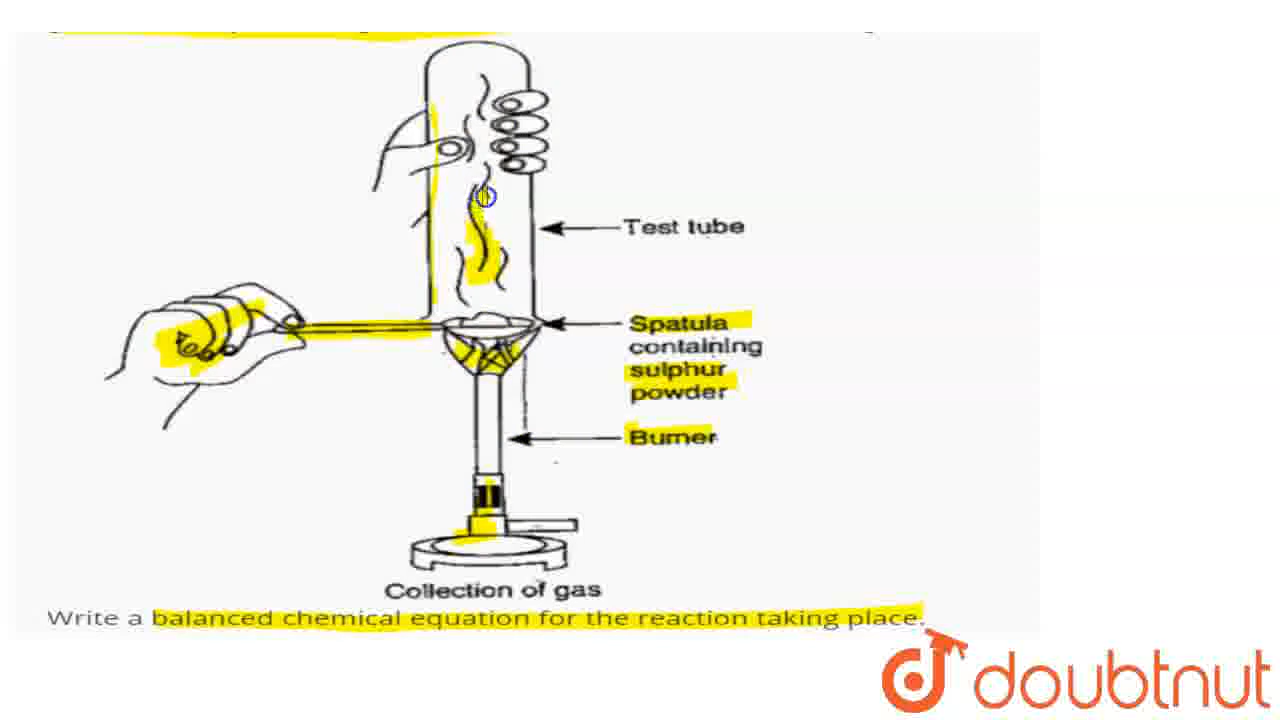 Test tube
Spatula
containing
sulphur
powder
Burner
Collection of gas
Write a balanced chemical equation for the reaction taking place.
doubtnut